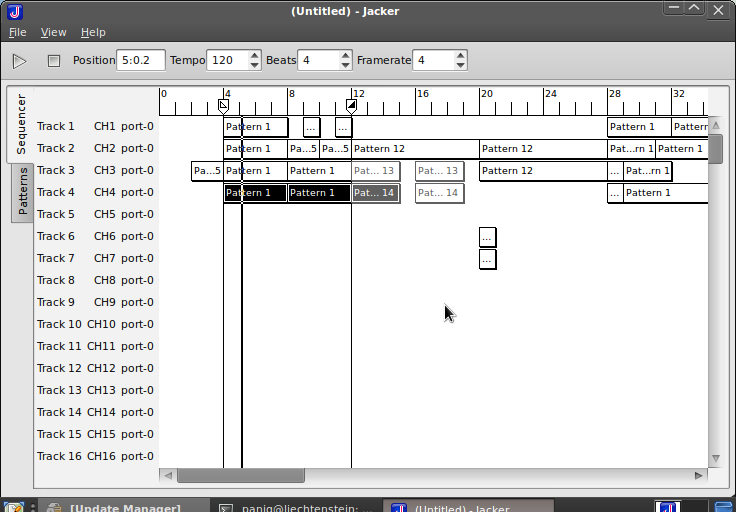 (Untitled) - Jacker
File View Help
Position 5:0.2 Tempo 120 Beats 4 Framerate 4
Sequencer
Patterns
0 4 8 12 16 20 24 28 32
Track 1 CH1 port-0 Pattern 1 ... ... Pattern 1 Pattern
Track 2 CH2 port-0 Pattern 1 Pa...5 Pa...5 Pattern 12 Pattern 12 Pat...rn 1 Pattern 1
Track 3 CH3 port-0 Pa...5 Pattern 1 Pattern 1 Pat... 13 Pat... 13 Pattern 12 ... Pat...rn 1
Track 4 CH4 port-0 Pattern 1 Pattern 1 Pat... 14 Pat... 14 ... Pattern 1
Track 5 CH5 port-0
Track 6 CH6 port-0 ...
Track 7 CH7 port-0 ...
Track 8 CH8 port-0
Track 9 CH9 port-0
Track 10 CH10 port-0
Track 11 CH11 port-0
Track 12 CH12 port-0
Track 13 CH13 port-0
Track 14 CH14 port-0
Track 15 CH15 port-0
Track 16 CH16 port-0
[Update Manager] paniq@liechtenstein: ... (Untitled) - Jacker